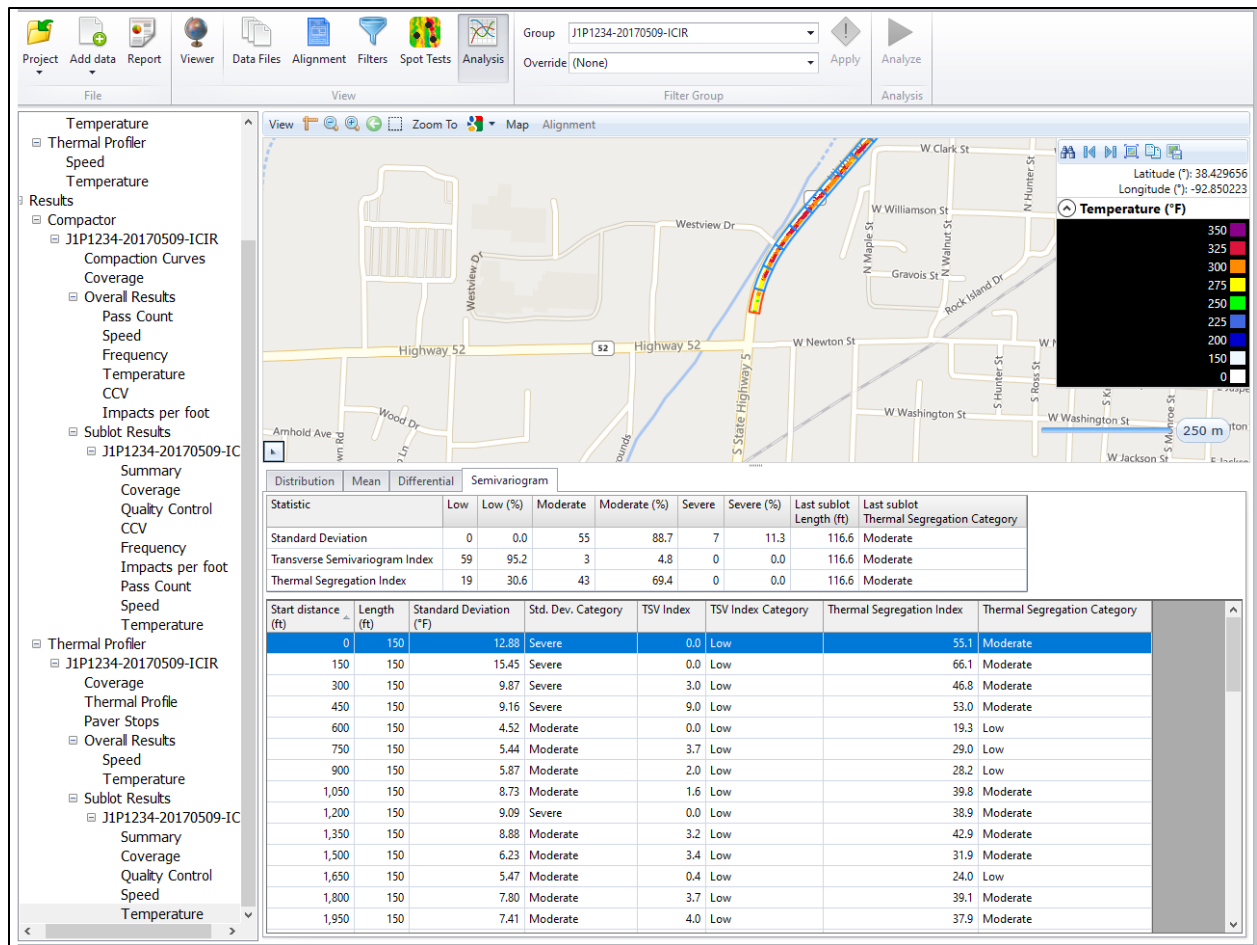 Project Add data Report Viewer Data Files Alignment Filters Spot Tests Analysis Group J1P1234-20170509-ICIR Apply Analyze
Override (None)
File View Filter Group Analysis
Temperature
Thermal Profiler
Speed
Temperature
Results
Compactor
J1P1234-20170509-ICIR
Compaction Curves
Coverage
Overall Results
Pass Count
Speed
Frequency
Temperature
CCV
Impacts per foot
Sublot Results
J1P1234-20170509-IC
Summary
Coverage
Quality Control
CCV
Frequency
Impacts per foot
Pass Count
Speed
Temperature
Thermal Profiler
J1P1234-20170509-ICIR
Coverage
Thermal Profile
Paver Stops
Overall Results
Speed
Temperature
Sublot Results
J1P1234-20170509-IC
Summary
Coverage
Quality Control
Speed
Temperature
View Zoom To Map Alignment
W Clark St
N Hunter St
W Williamson St
Westview Dr
N Maple St
N Walnut St
Westview Dr
Gravois St
Rock Island Dr
Highway 52
52
Highway 52
W Newton St
S State Highway 5
S Hunter St
S Ross St
Wood Dr
W Washington St
W Washington St
S Monroe St
Arnhold Ave
W Jackson St
250 m
Latitude (°): 38.429656
Longitude (°): -92.850223
Temperature (°F)
350
325
300
275
250
225
200
150
0
Distribution Mean Differential Semivariogram
Statistic Low Low (%) Moderate Moderate (%) Severe Severe (%) Last sublot Length (ft) Last sublot Thermal Segregation Category
Standard Deviation 0 0.0 55 88.7 7 11.3 116.6 Moderate
Transverse Semivariogram Index 59 95.2 3 4.8 0 0.0 116.6 Moderate
Thermal Segregation Index 19 30.6 43 69.4 0 0.0 116.6 Moderate
Start distance (ft) Length (ft) Standard Deviation (°F) Std. Dev. Category TSV Index TSV Index Category Thermal Segregation Index Thermal Segregation Category
0 150 12.88 Severe 0.0 Low 55.1 Moderate
150 150 15.45 Severe 0.0 Low 66.1 Moderate
300 150 9.87 Severe 3.0 Low 46.8 Moderate
450 150 9.16 Severe 9.0 Low 53.0 Moderate
600 150 4.52 Moderate 0.0 Low 19.3 Low
750 150 5.44 Moderate 3.7 Low 29.0 Low
900 150 5.87 Moderate 2.0 Low 28.2 Low
1,050 150 8.73 Moderate 1.6 Low 39.8 Moderate
1,200 150 9.09 Severe 0.0 Low 38.9 Moderate
1,350 150 8.88 Moderate 3.2 Low 42.9 Moderate
1,500 150 6.23 Moderate 3.4 Low 31.9 Moderate
1,650 150 5.47 Moderate 0.4 Low 24.0 Low
1,800 150 7.80 Moderate 3.7 Low 39.1 Moderate
1,950 150 7.41 Moderate 4.0 Low 37.9 Moderate